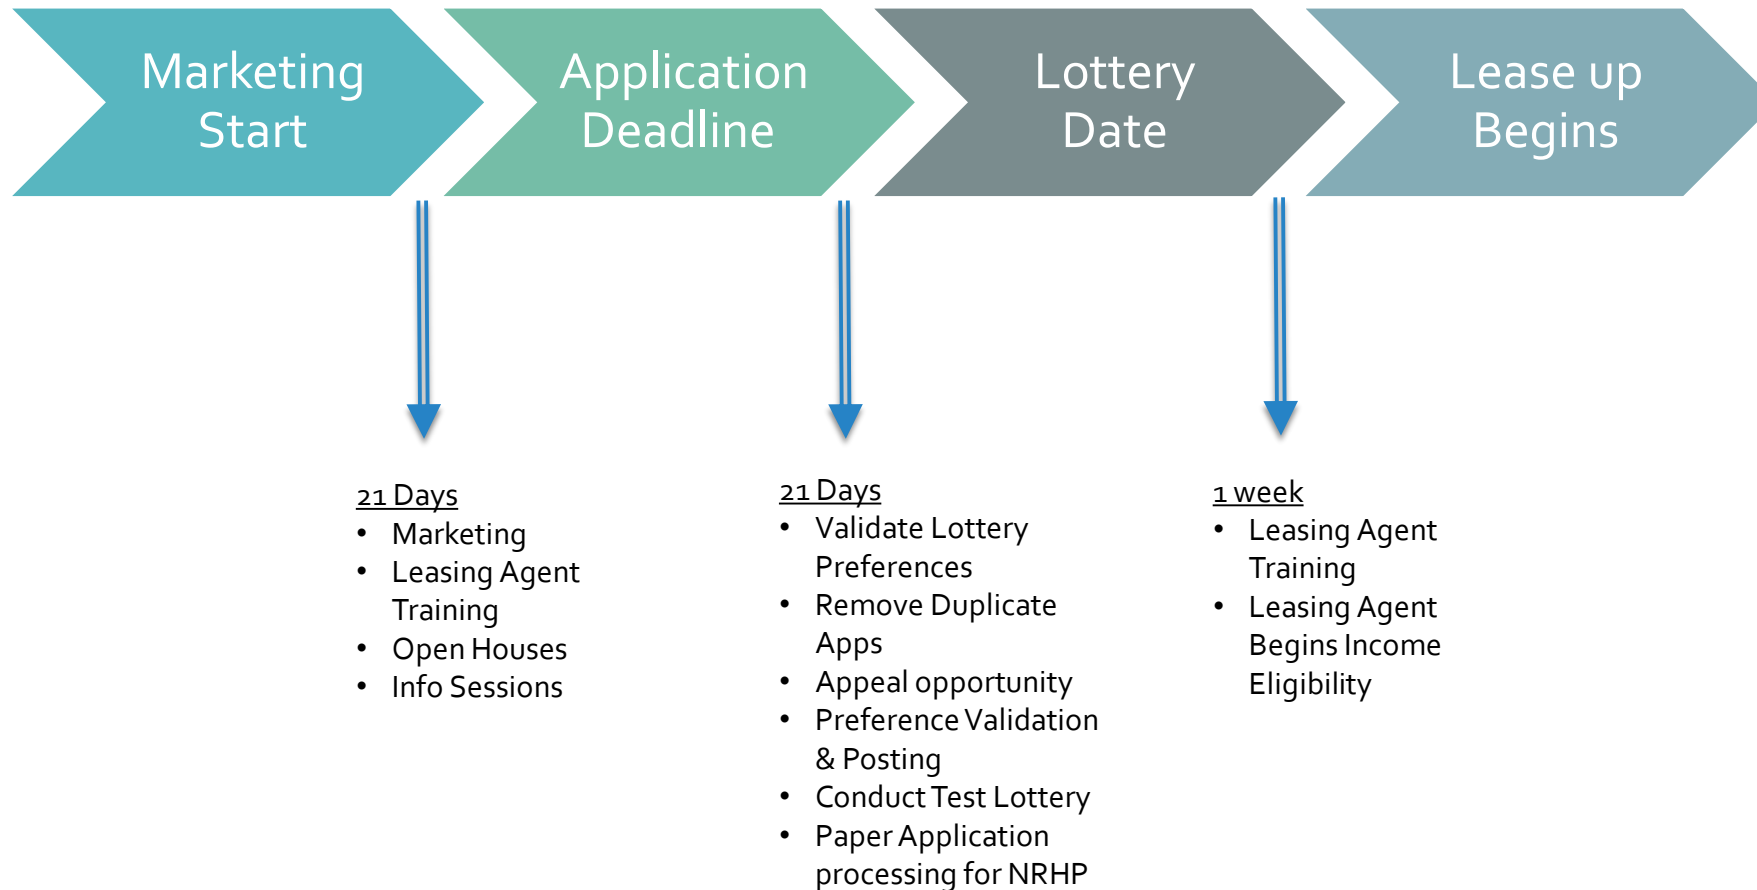 Marketing
Start
Application
Deadline
Lottery
Date
Lease up
Begins
21 Days
• Marketing
• Leasing Agent
Training
• Open Houses
• Info Sessions
21 Days
• Validate Lottery
Preferences
• Remove Duplicate
Apps
• Appeal opportunity
• Preference Validation
& Posting
• Conduct Test Lottery
• Paper Application
processing for NRHP
1 week
• Leasing Agent
Training
• Leasing Agent
Begins Income
Eligibility